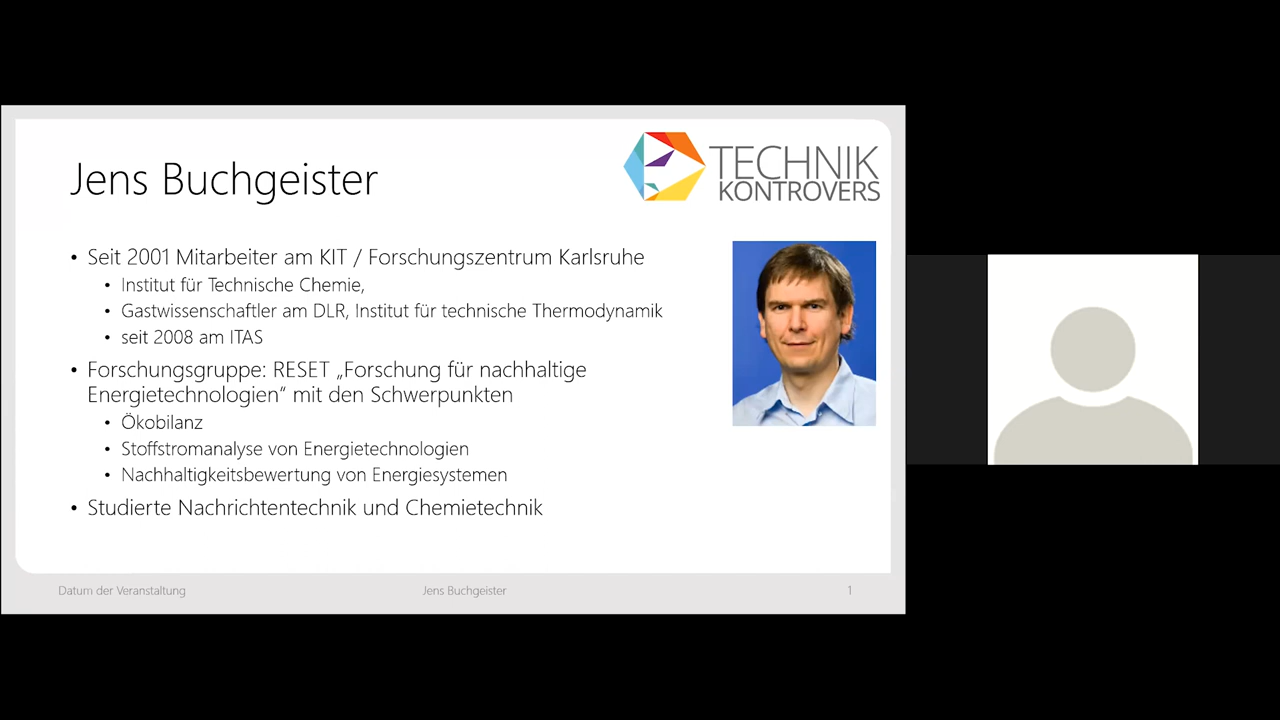 Jens Buchgeister
TECHNIK
KONTROVERS
• Seit 2001 Mitarbeiter am KIT / Forschungszentrum Karlsruhe
• Institut für Technische Chemie,
• Gastwissenschaftler am DLR, Institut für technische Thermodynamik
• seit 2008 am ITAS
• Forschungsgruppe: RESET „Forschung für nachhaltige
Energietechnologien“ mit den Schwerpunkten
• Ökobilanz
• Stoffstromanalyse von Energietechnologien
• Nachhaltigkeitsbewertung von Energiesystemen
• Studierte Nachrichtentechnik und Chemietechnik
Datum der Veranstaltung
Jens Buchgeister
1